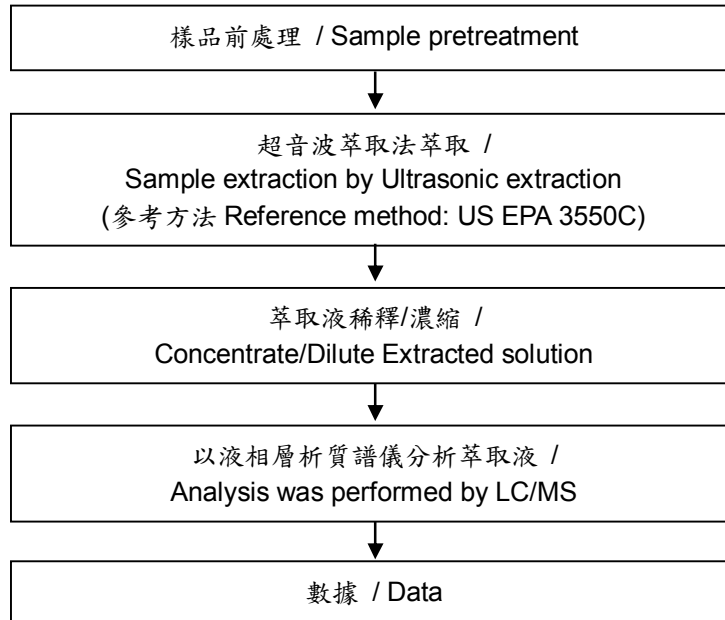 樣品前處理 / Sample pretreatment
超音波萃取法萃取 /
Sample extraction by Ultrasonic extraction
(參考方法 Reference method: US EPA 3550C)
萃取液稀釋/濃縮 /
Concentrate/Dilute Extracted solution
以液相層析質譜儀分析萃取液 /
Analysis was performed by LC/MS
數據 / Data